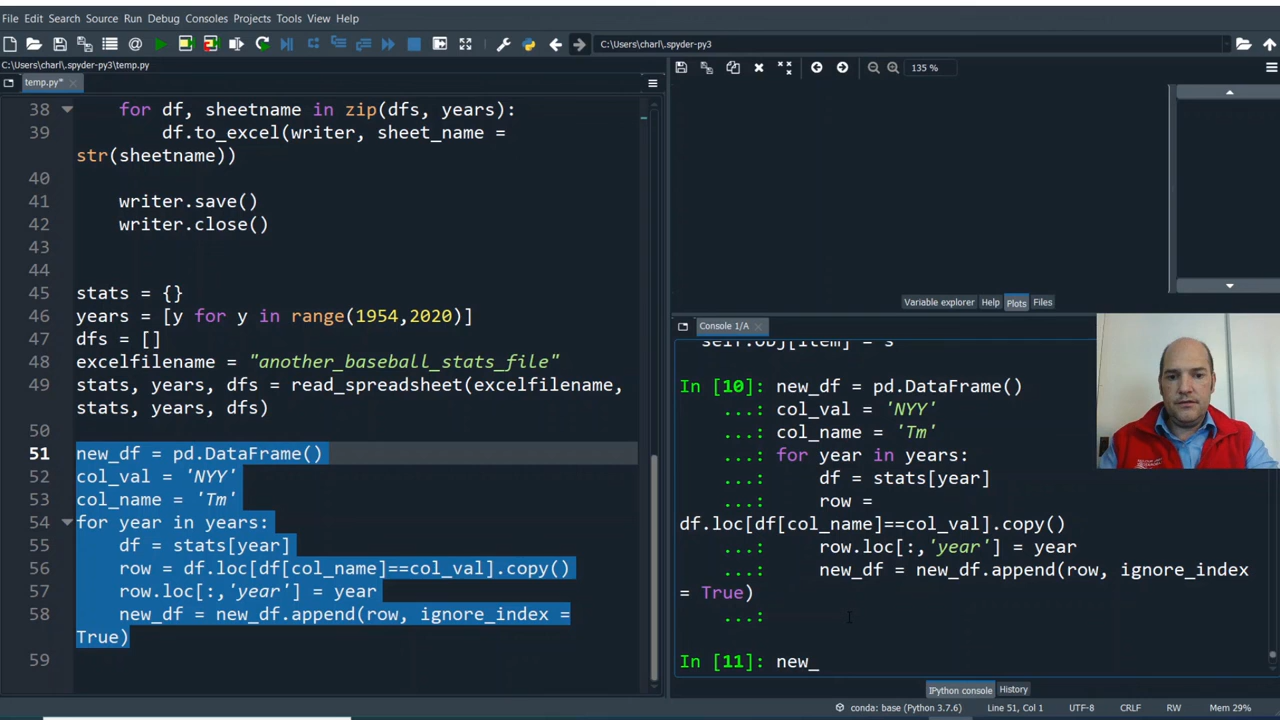 File Edit Search Source Run Debug Consoles Projects Tools View Help
C:\Users\charl\.spyder-py3
C:\Users\charl\.spyder-py3\temp.py
temp.py*
135 %
38 for df, sheetname in zip(dfs, years):
39 df.to_excel(writer, sheet_name =
str(sheetname))
40
41 writer.save()
42 writer.close()
43
44
45 stats = {}
46 years = [y for y in range(1954,2020)]
47 dfs = []
48 excelfilename = "another_baseball_stats_file"
49 stats, years, dfs = read_spreadsheet(excelfilename,
stats, years, dfs)
50
51 new_df = pd.DataFrame()
52 col_val = 'NYY'
53 col_name = 'Tm'
54 for year in years:
55 df = stats[year]
56 row = df.loc[df[col_name]==col_val].copy()
57 row.loc[:,'year'] = year
58 new_df = new_df.append(row, ignore_index =
True)
59
Variable explorer Help Plots Files
Console 1/A
self.obj[item] = s
In [10]: new_df = pd.DataFrame()
...: col_val = 'NYY'
...: col_name = 'Tm'
...: for year in years:
...: df = stats[year]
...: row =
df.loc[df[col_name]==col_val].copy()
...: row.loc[:,'year'] = year
...: new_df = new_df.append(row, ignore_index
= True)
...:
In [11]: new_
IPython console History
conda: base (Python 3.7.6) Line 51, Col 1 UTF-8 CRLF RW Mem 29%